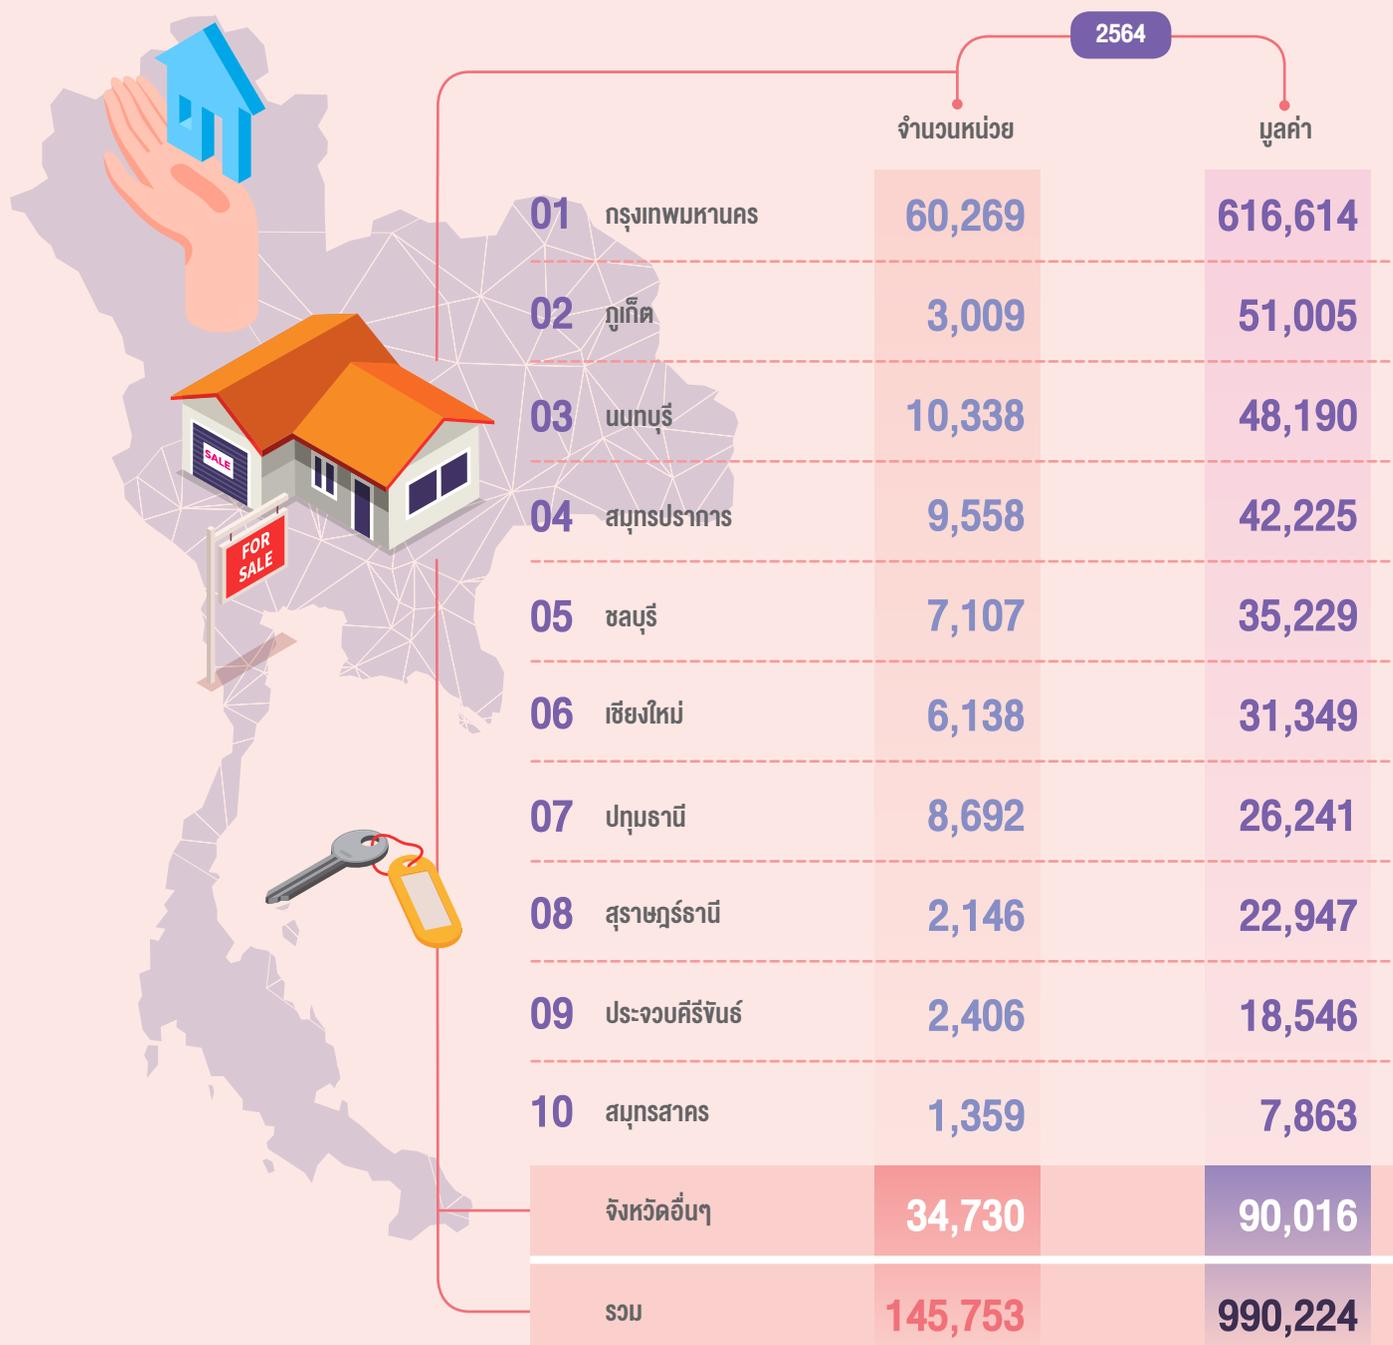 2564
จำนวนหน่วย มูลค่า
01 กรุงเทพมหานคร 60,269 616,614
02 ภูเก็ต 3,009 51,005
03 นนทบุรี 10,338 48,190
04 สมุทรปราการ 9,558 42,225
05 ชลบุรี 7,107 35,229
06 เชียงใหม่ 6,138 31,349
07 ปทุมธานี 8,692 26,241
08 สุราษฎร์ธานี 2,146 22,947
09 ประจวบคีรีขันธ์ 2,406 18,546
10 สมุทรสาคร 1,359 7,863
จังหวัดอื่นๆ 34,730 90,016
รวม 145,753 990,224
SALE
FOR
SALE